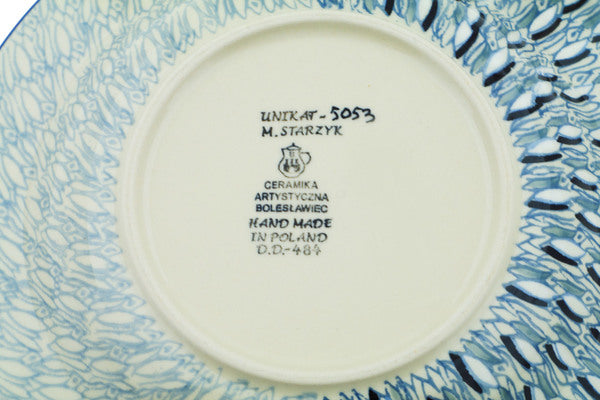 UNIKAT - 5053
M. STARZYK
CERAMIKA
ARTYSTYCZNA
BOLESŁAWIEC
HAND MADE
IN POLAND
D.D.-484